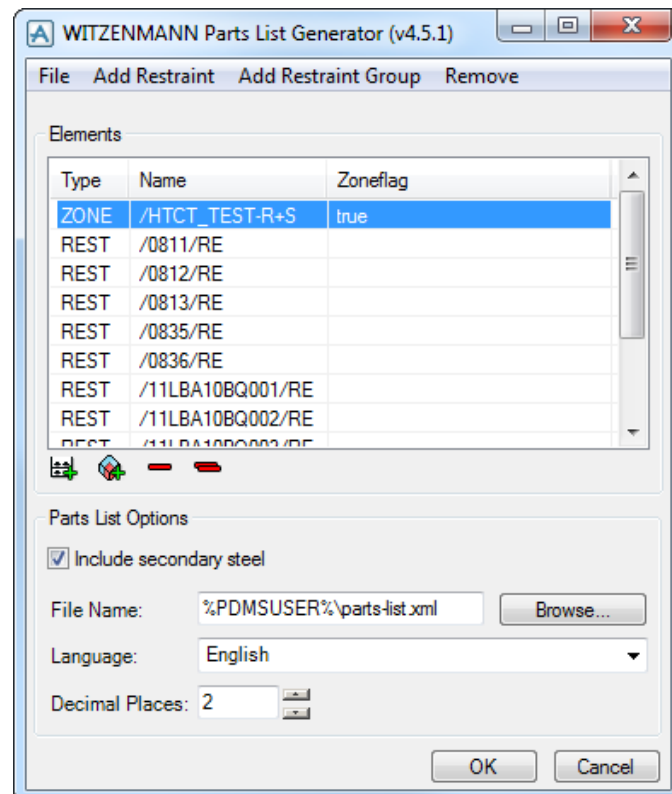 WITZENMANN Parts List Generator (v4.5.1)
File Add Restraint Add Restraint Group Remove
Elements
Type Name Zoneflag
ZONE /HTCT_TEST-R+S true
REST /0811/RE
REST /0812/RE
REST /0813/RE
REST /0835/RE
REST /0836/RE
REST /11LBA10BQ001/RE
REST /11LBA10BQ002/RE
REST /11LBA10BQ003/RE
Parts List Options
Include secondary steel
File Name: %PDMSUSER%\parts-list.xml Browse...
Language: English
Decimal Places: 2
OK Cancel